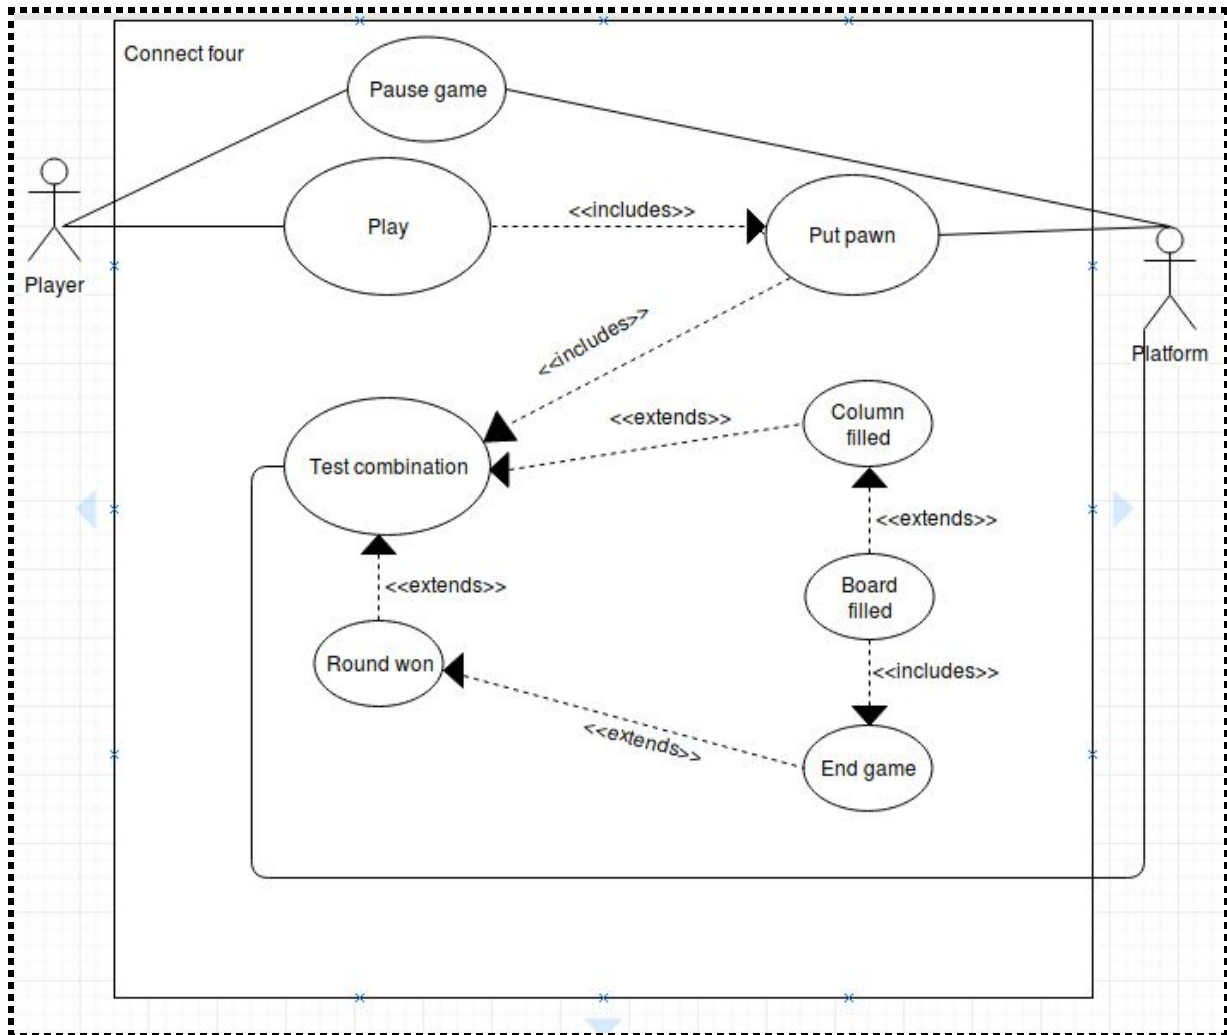 Connect four
Pause game
Play
<<includes>>
Put pawn
Player
Platform
<<includes>>
Column
filled
<<extends>>
Test combination
<<extends>>
<<extends>>
Board
filled
Round won
<<includes>>
<<extends>>
End game